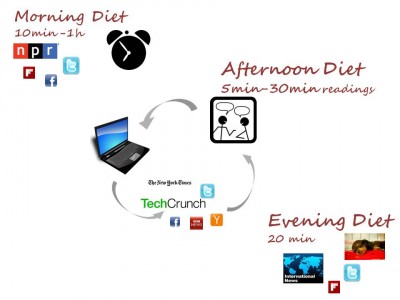 Morning Diet
10min-1h
npr
Afternoon Diet
5min-30min readings
The New York Times
TechCrunch
Evening Diet
20 min
International
News